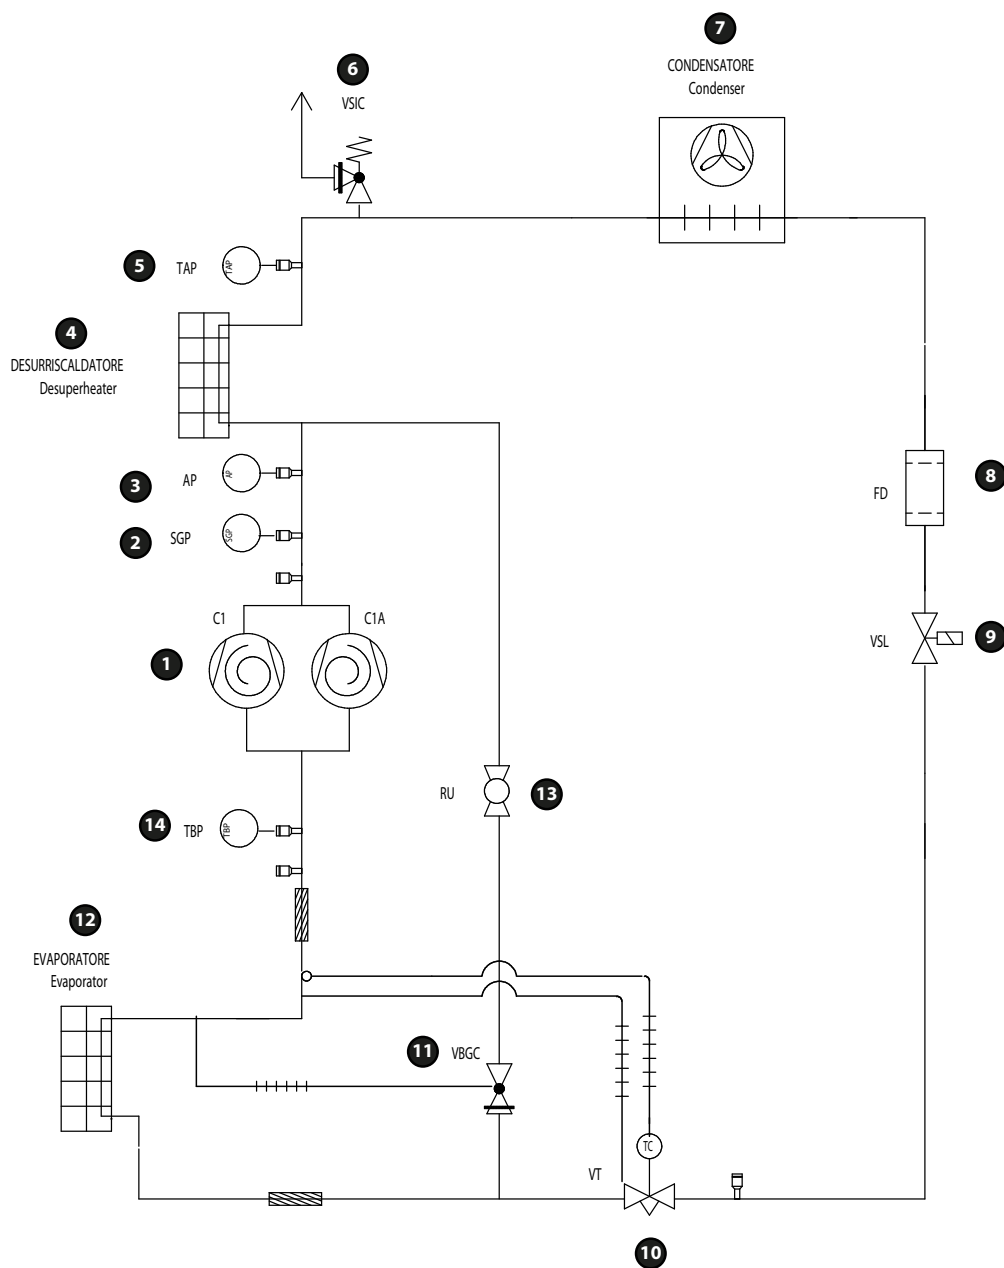 7
CONDENSATORE
Condenser
6
VSIC
5
TAP
TAP
4
DESURRISCALDATORE
Desuperheater
3
AP
AP
8
FD
2
SGP
SGP
C1
C1A
1
VSL
9
RU
13
14
TBP
TBP
12
EVAPORATORE
Evaporator
11
VBGC
TC
VT
10